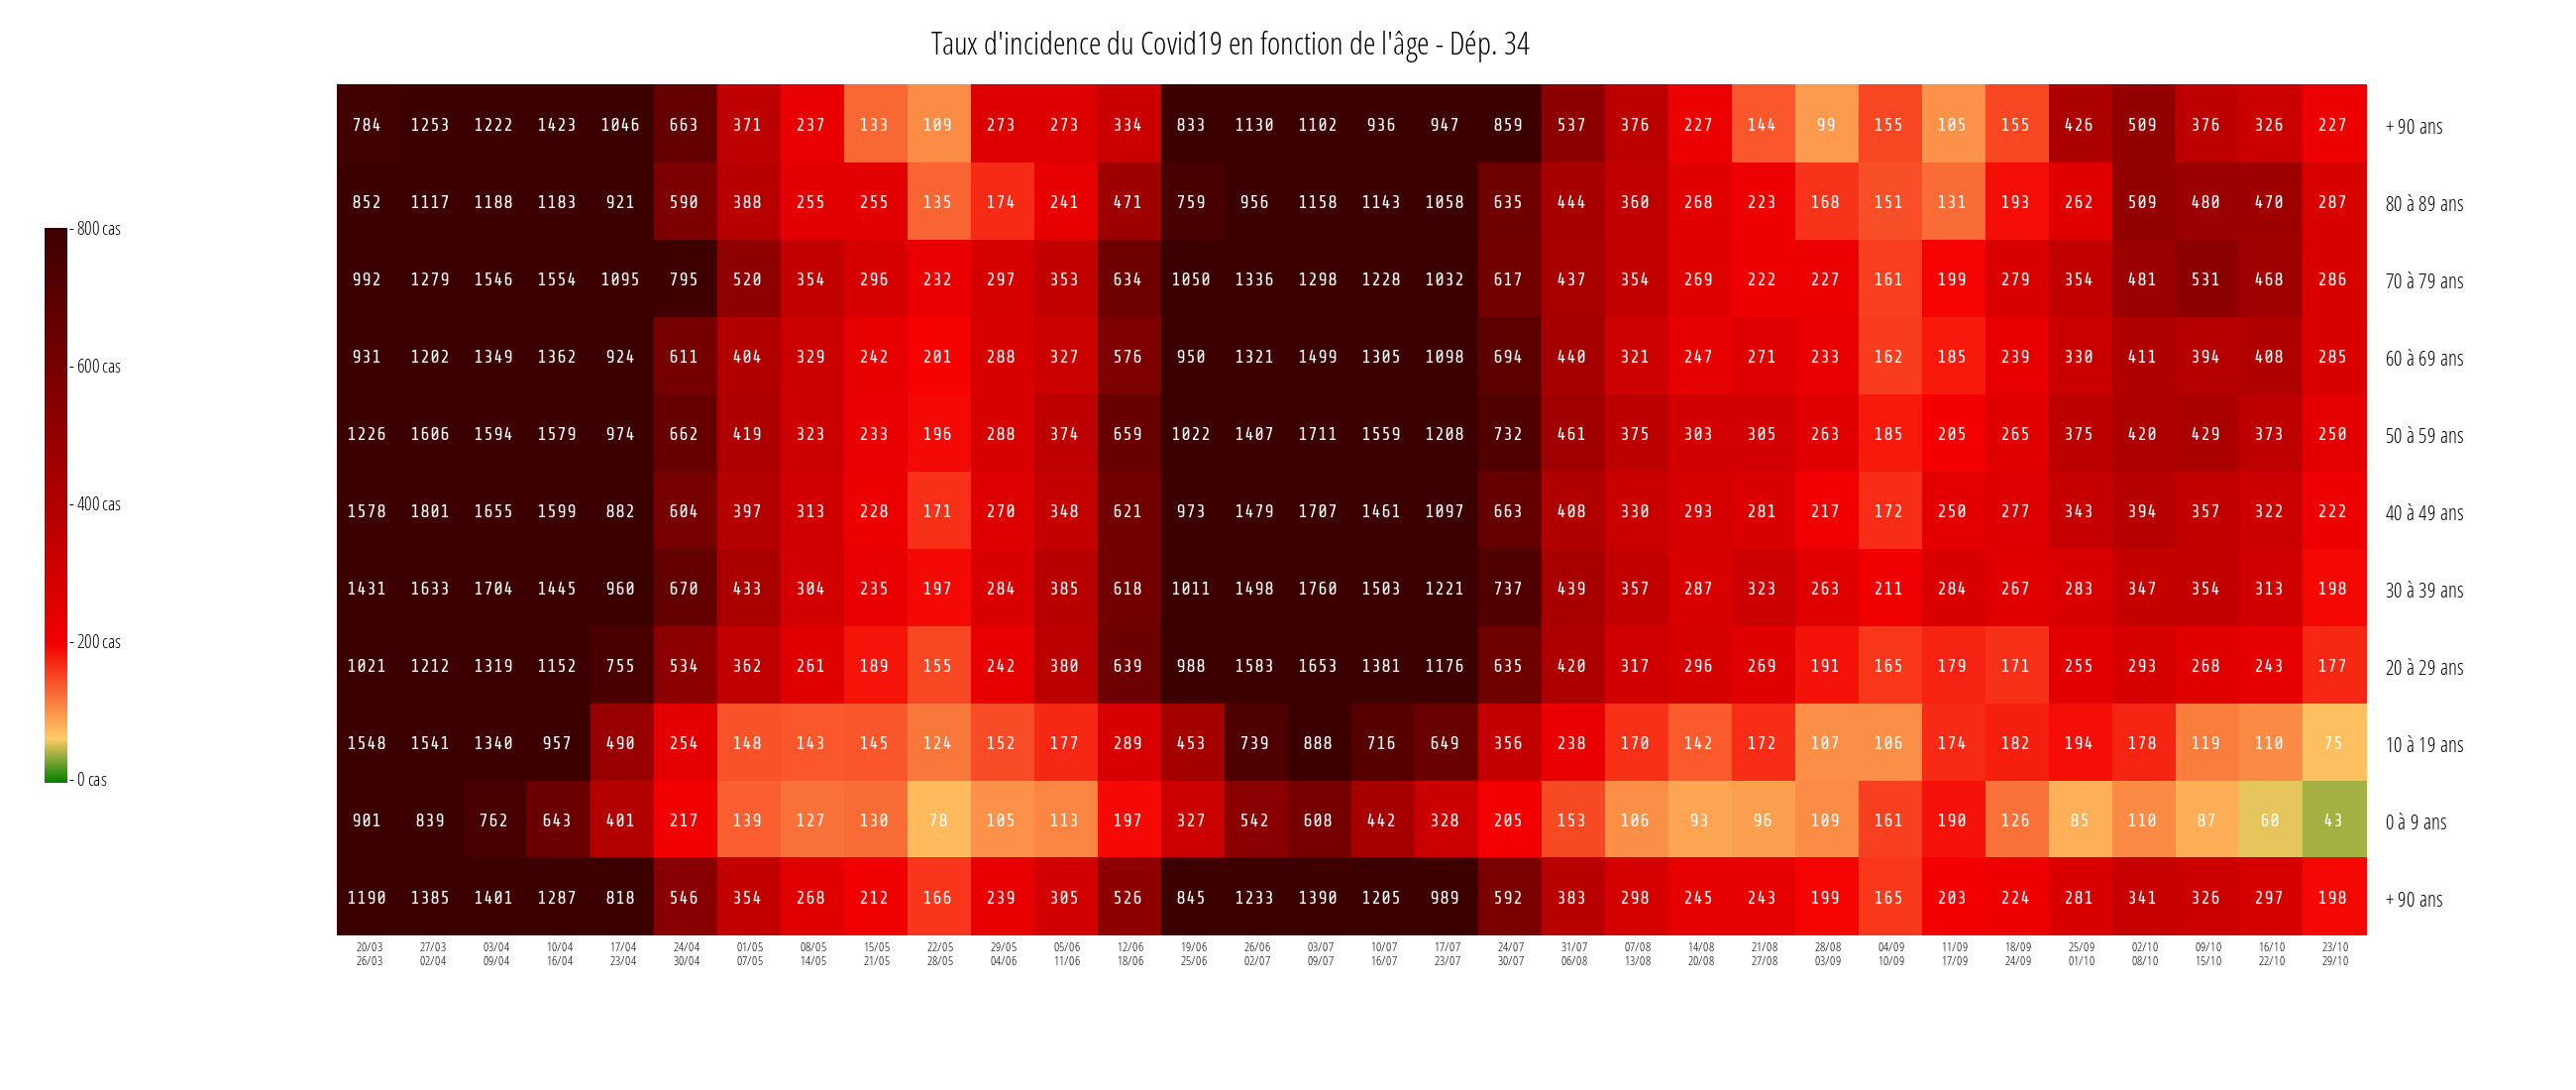 Taux d'incidence du Covid19 en fonction de l'âge - Dép. 34
784 1253 1222 1423 1046 663 371 237 133 109 273 273 334 833 1130 1102 936 947 859 537 376 227 144 99 155 105 155 426 509 376 326 227 + 90 ans
852 1117 1188 1183 921 590 388 255 255 135 174 241 471 759 956 1158 1143 1058 635 444 360 268 223 168 151 131 193 262 509 480 470 287 80 à 89 ans
992 1279 1546 1554 1095 795 520 354 296 232 297 353 634 1050 1336 1298 1228 1032 617 437 354 269 222 227 161 199 279 354 481 531 468 286 70 à 79 ans
931 1202 1349 1362 924 611 404 329 242 201 288 327 576 950 1321 1499 1305 1098 694 440 321 247 271 233 162 185 239 330 411 394 408 285 60 à 69 ans
1226 1606 1594 1579 974 662 419 323 233 196 288 374 659 1022 1407 1711 1559 1208 732 461 375 303 305 263 185 205 265 375 420 429 373 250 50 à 59 ans
1578 1801 1655 1599 882 604 397 313 228 171 270 348 621 973 1479 1707 1461 1097 663 408 330 293 281 217 172 250 277 343 394 357 322 222 40 à 49 ans
1431 1633 1704 1445 960 670 433 304 235 197 284 385 618 1011 1498 1760 1503 1221 737 439 357 287 323 263 211 284 267 283 347 354 313 198 30 à 39 ans
1021 1212 1319 1152 755 534 362 261 189 155 242 380 639 988 1583 1653 1381 1176 635 420 317 296 269 191 165 179 171 255 293 268 243 177 20 à 29 ans
1548 1541 1340 957 490 254 148 143 145 124 152 177 289 453 739 888 716 649 356 238 170 142 172 107 106 174 182 194 178 119 110 75 10 à 19 ans
901 839 762 643 401 217 139 127 130 78 105 113 197 327 542 608 442 328 205 153 106 93 96 109 161 190 126 85 110 87 60 43 0 à 9 ans
1190 1385 1401 1287 818 546 354 268 212 166 239 305 526 845 1233 1390 1205 989 592 383 298 245 243 199 165 203 224 281 341 326 297 198 + 90 ans
20/03 27/03 03/04 10/04 17/04 24/04 01/05 08/05 15/05 22/05 29/05 05/06 12/06 19/06 26/06 03/07 10/07 17/07 24/07 31/07 07/08 14/08 21/08 28/08 04/09 11/09 18/09 25/09 02/10 09/10 16/10 23/10
26/03 02/04 09/04 16/04 23/04 30/04 07/05 14/05 21/05 28/05 04/06 11/06 18/06 25/06 02/07 09/07 16/07 23/07 30/07 06/08 13/08 20/08 27/08 03/09 10/09 17/09 24/09 01/10 08/10 15/10 22/10 29/10
- 800 cas
- 600 cas
- 400 cas
- 200 cas
- 0 cas